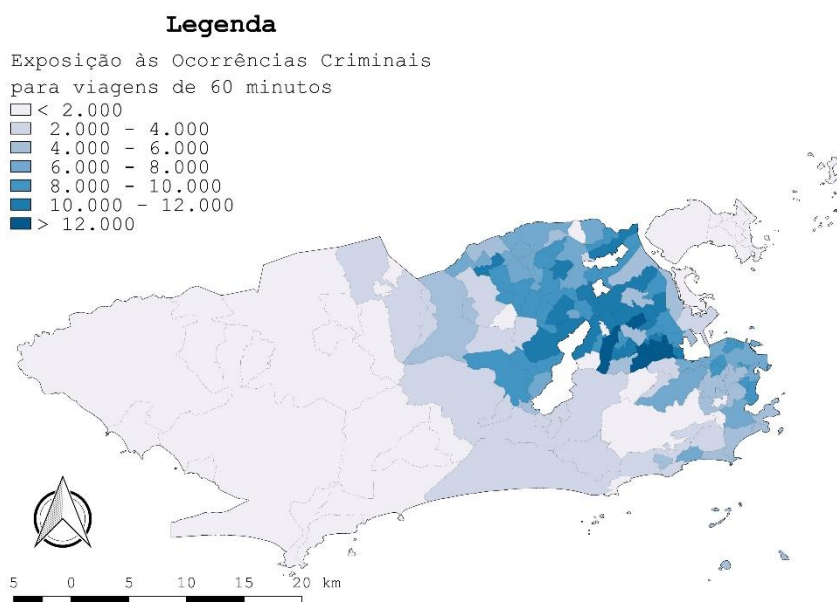 Legenda
Exposição às Ocorrências Criminais
para viagens de 60 minutos
< 2.000
2.000 - 4.000
4.000 - 6.000
6.000 - 8.000
8.000 - 10.000
10.000 - 12.000
> 12.000
5 0 5 10 15 20 km